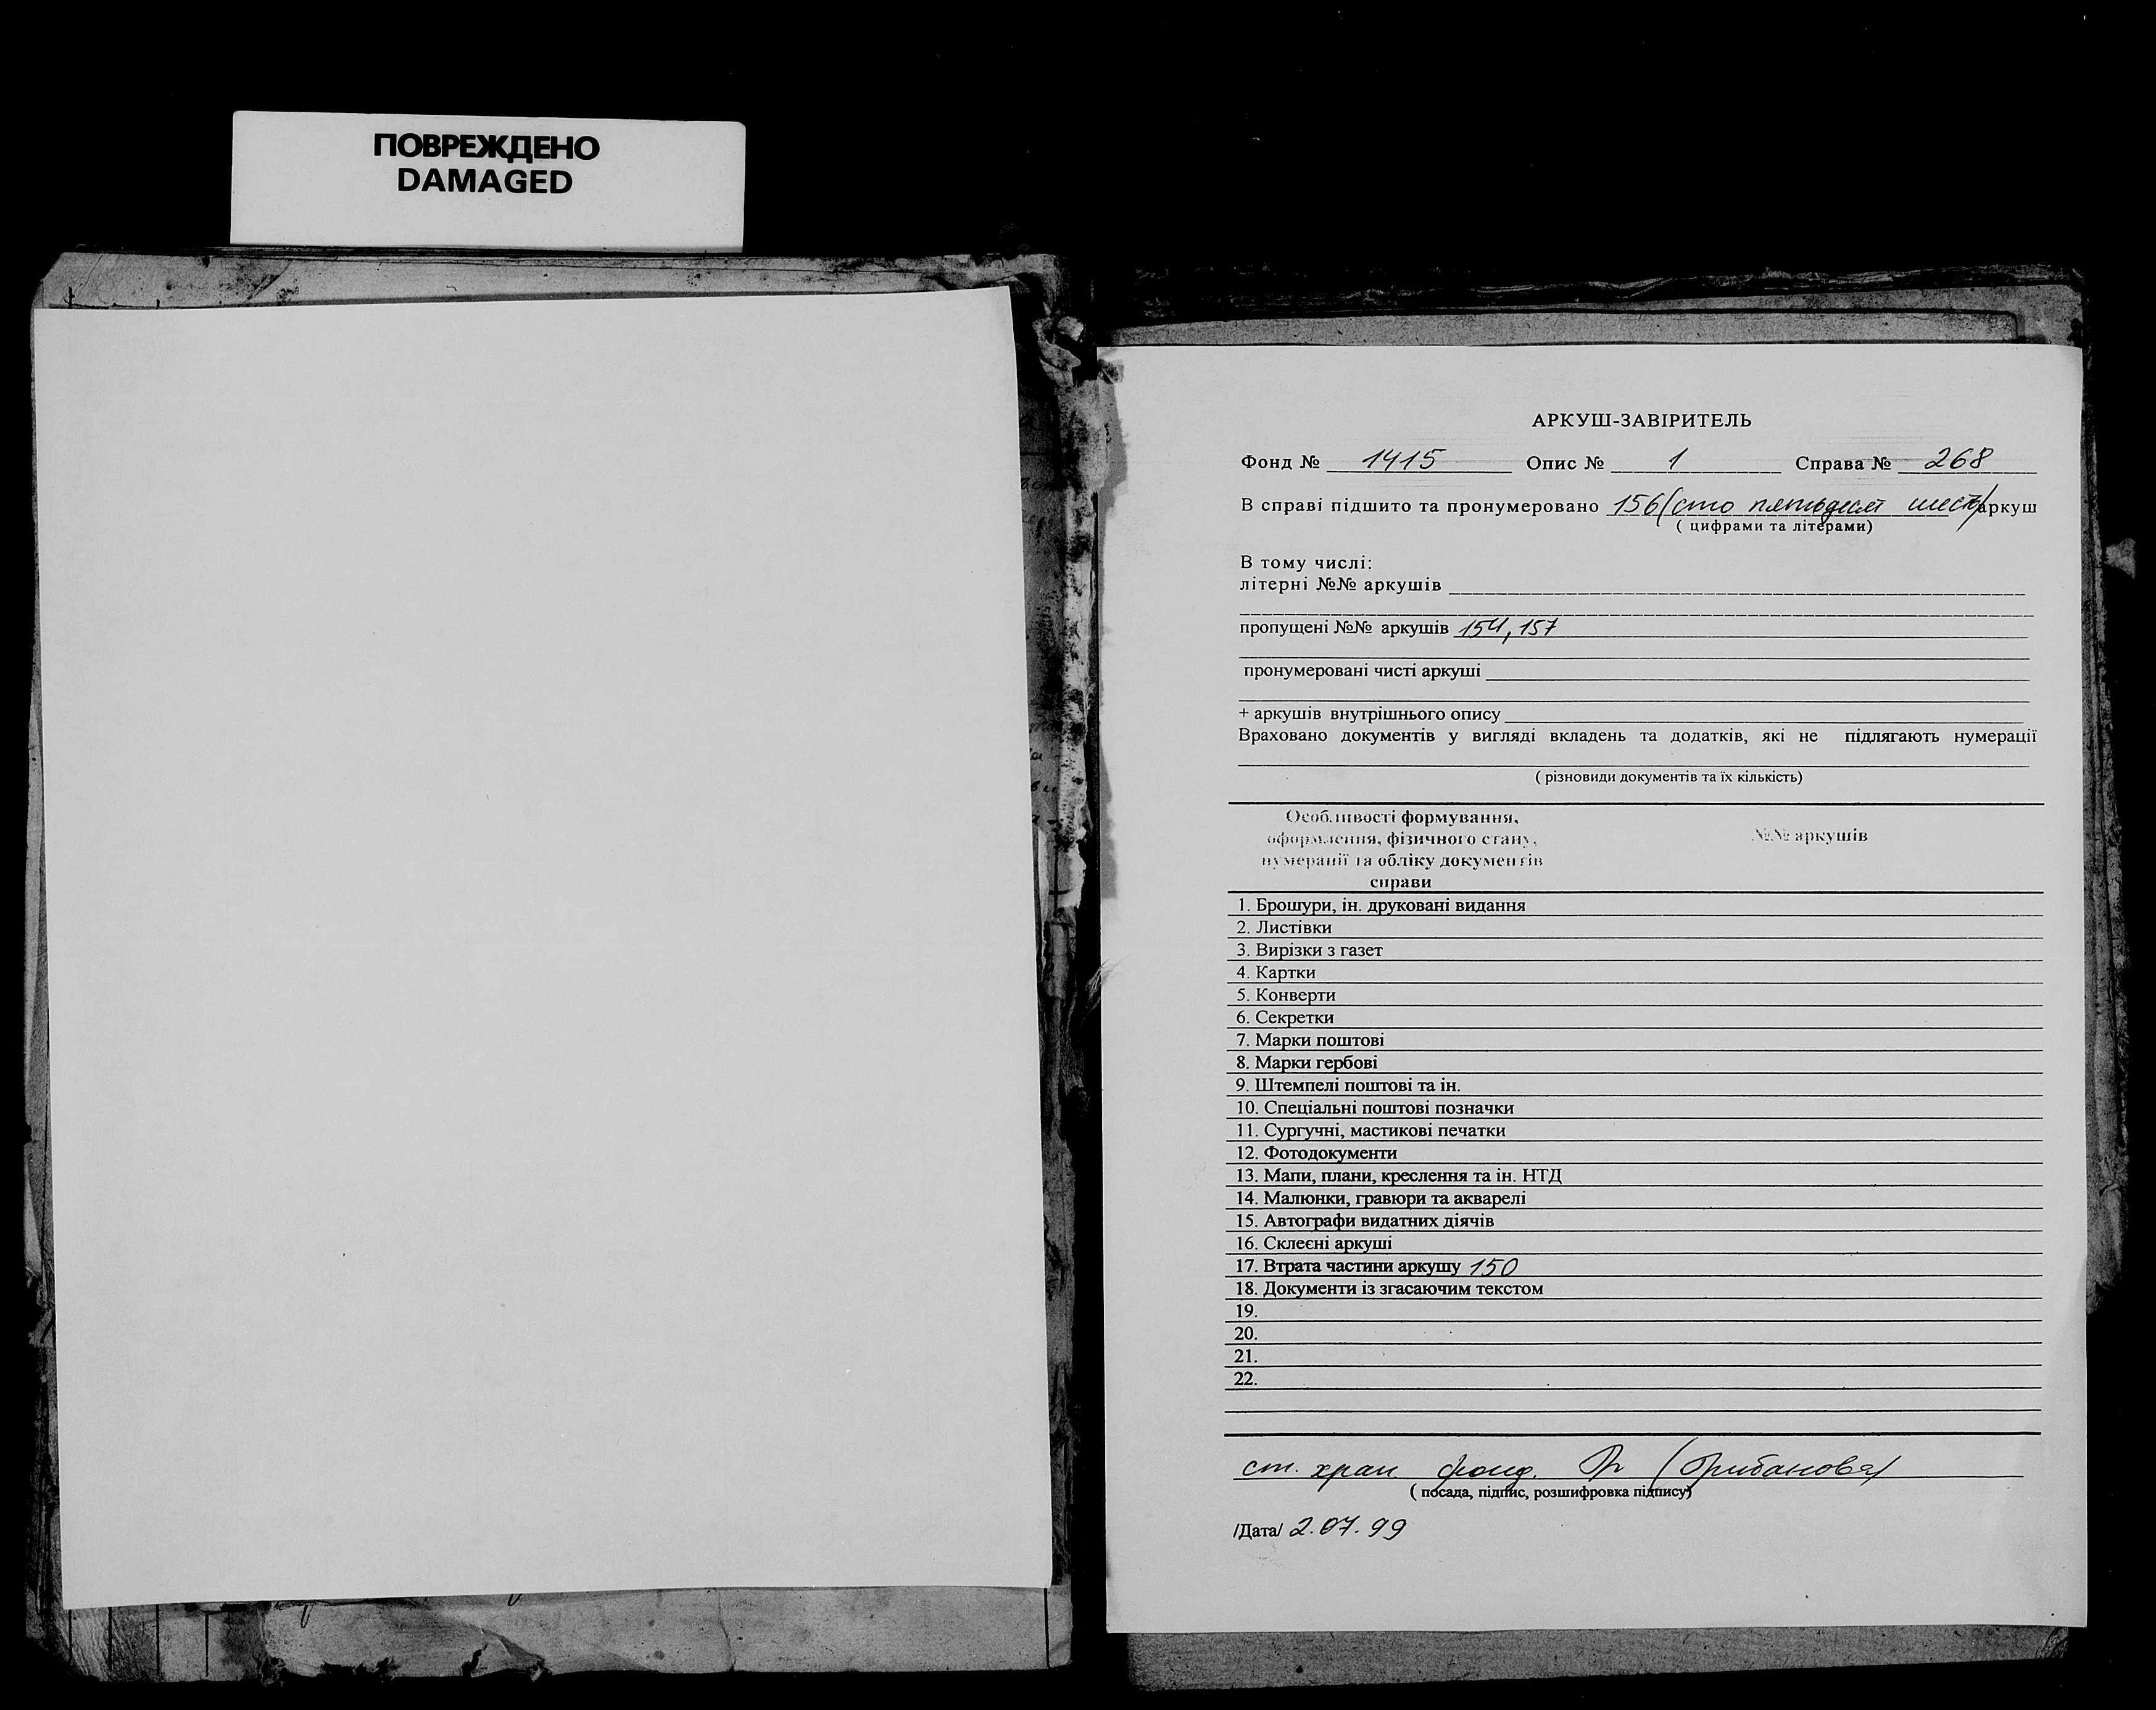 ПОВРЕЖДЕНО
DAMAGED
АРКУШ-ЗАВІРИТЕЛЬ
Фонд № 1415 Опис № 1 Справа № 268
В справі підшито та пронумеровано 156 (сто пятьдесят шесть) аркуш
( цифрами та літерами)
В тому числі:
літерні №№ аркушів
пропущені №№ аркушів 154, 157
пронумеровані чисті аркуші
+ аркушів внутрішнього опису
Враховано документів у вигляді вкладень та додатків, які не підлягають нумерації
( різновиди документів та їх кількість)
Особливості формування,
оформлення, фізичного стану,
нумерації та обліку документів
справи
№№ аркушів
1. Брошури, ін. друковані видання
2. Листівки
3. Вирізки з газет
4. Картки
5. Конверти
6. Секретки
7. Марки поштові
8. Марки гербові
9. Штемпелі поштові та ін.
10. Спеціальні поштові позначки
11. Сургучні, мастикові печатки
12. Фотодокументи
13. Мапи, плани, креслення та ін. НТД
14. Малюнки, гравюри та акварелі
15. Автографи видатних діячів
16. Склеєні аркуші
17. Втрата частини аркушу 150
18. Документи із згасаючим текстом
19.
20.
21.
22.
ст. хран. фонд. (Грибанова)
( посада, підпис, розшифровка підпису)
/Дата/ 2.07.99